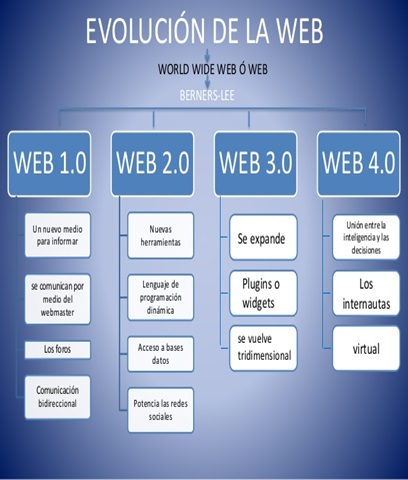 EVOLUCIÓN DE LA WEB
WORLD WIDE WEB Ó WEB
BERNERS-LEE
WEB 1.0
Un nuevo medio
para informar
se comunican por
medio del
webmaster
Los foros
Comunicación
bidireccional
WEB 2.0
Nuevas
herramientas
Lenguaje de
programación
dinámica
Acceso a bases
datos
Potencia las redes
sociales
WEB 3.0
Se expande
Plugins o
widgets
se vuelve
tridimensional
WEB 4.0
Unión entre la
inteligencia y las
decisiones
Los
internautas
virtual